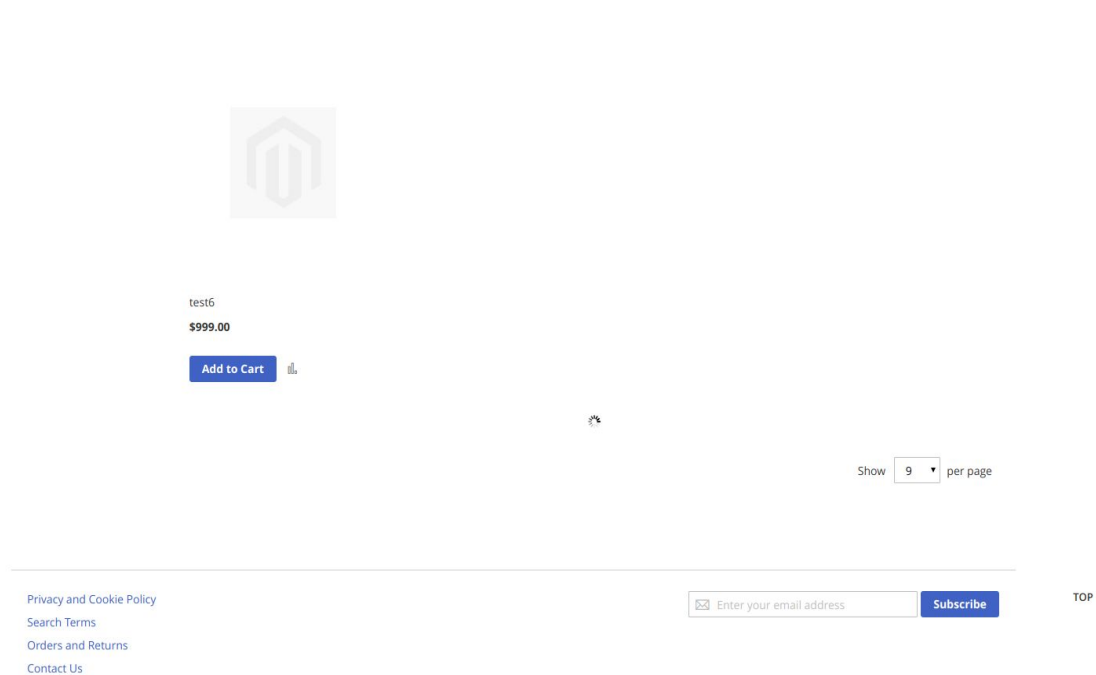 test6
$999.00
Add to Cart
Show 9 per page
Privacy and Cookie Policy
Search Terms
Orders and Returns
Contact Us
Enter your email address
Subscribe
TOP